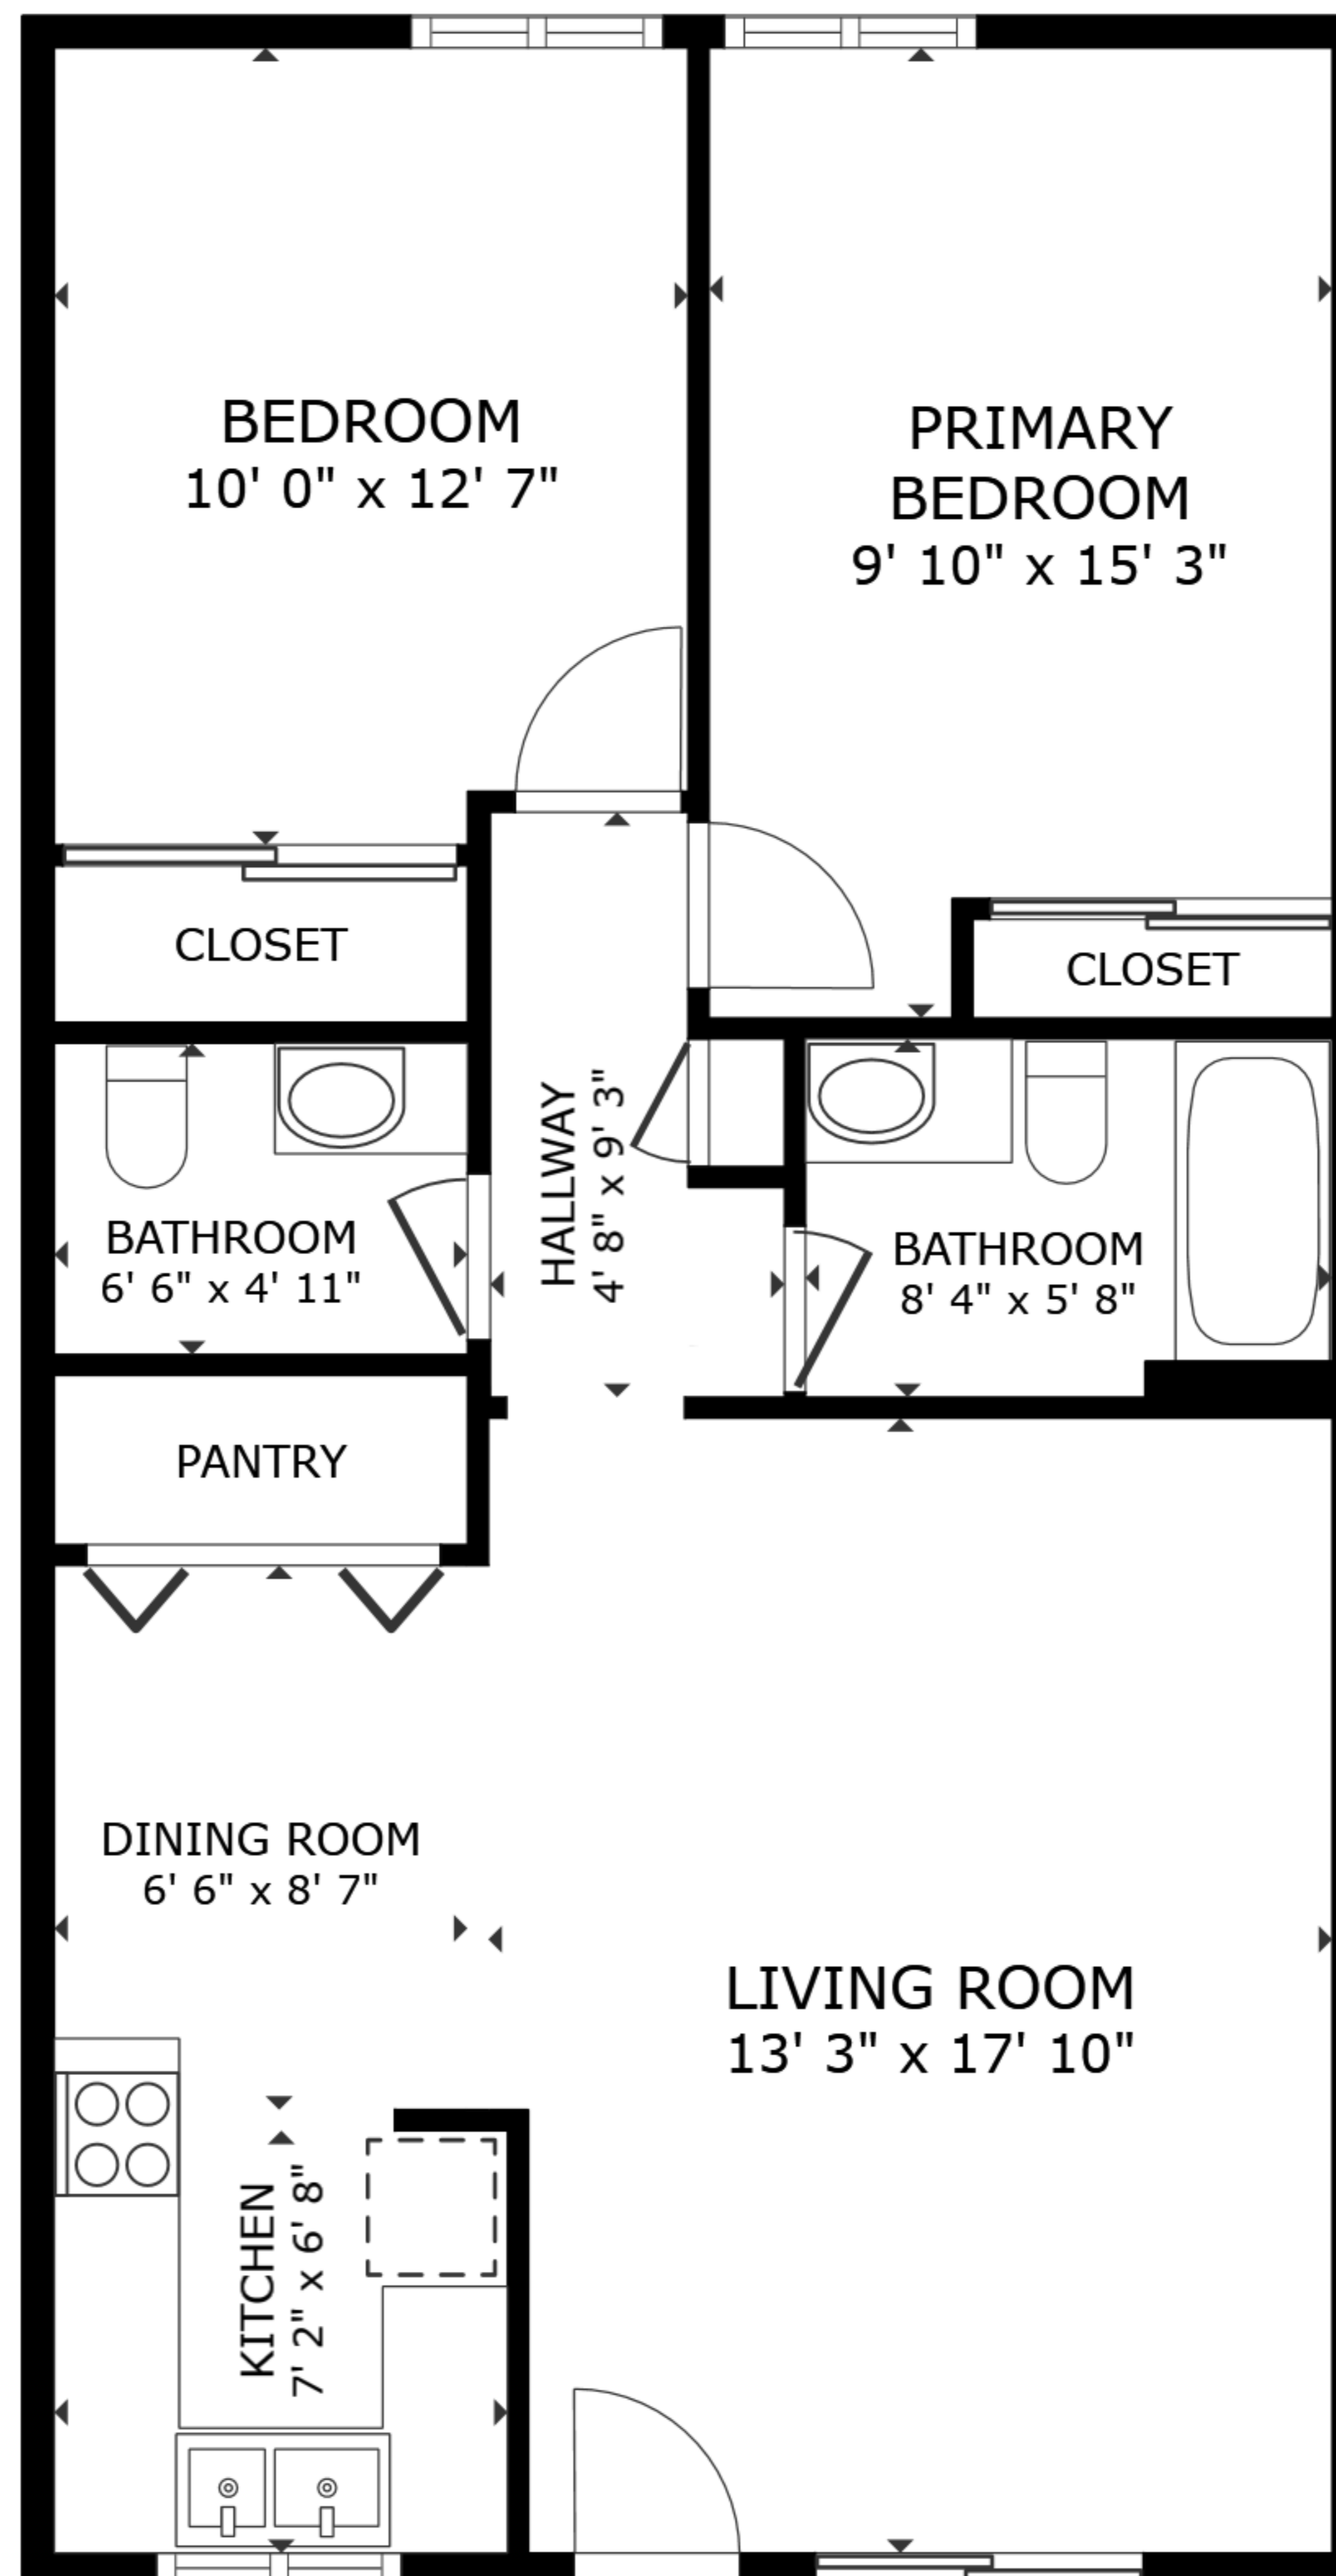 BEDROOM
10' 0" x 12' 7"
PRIMARY
BEDROOM
9' 10" x 15' 3"
CLOSET
CLOSET
HALLWAY
4' 8" x 9' 3"
BATHROOM
6' 6" x 4' 11"
BATHROOM
8' 4" x 5' 8"
PANTRY
DINING ROOM
6' 6" x 8' 7"
LIVING ROOM
13' 3" x 17' 10"
KITCHEN
7' 2" x 6' 8"